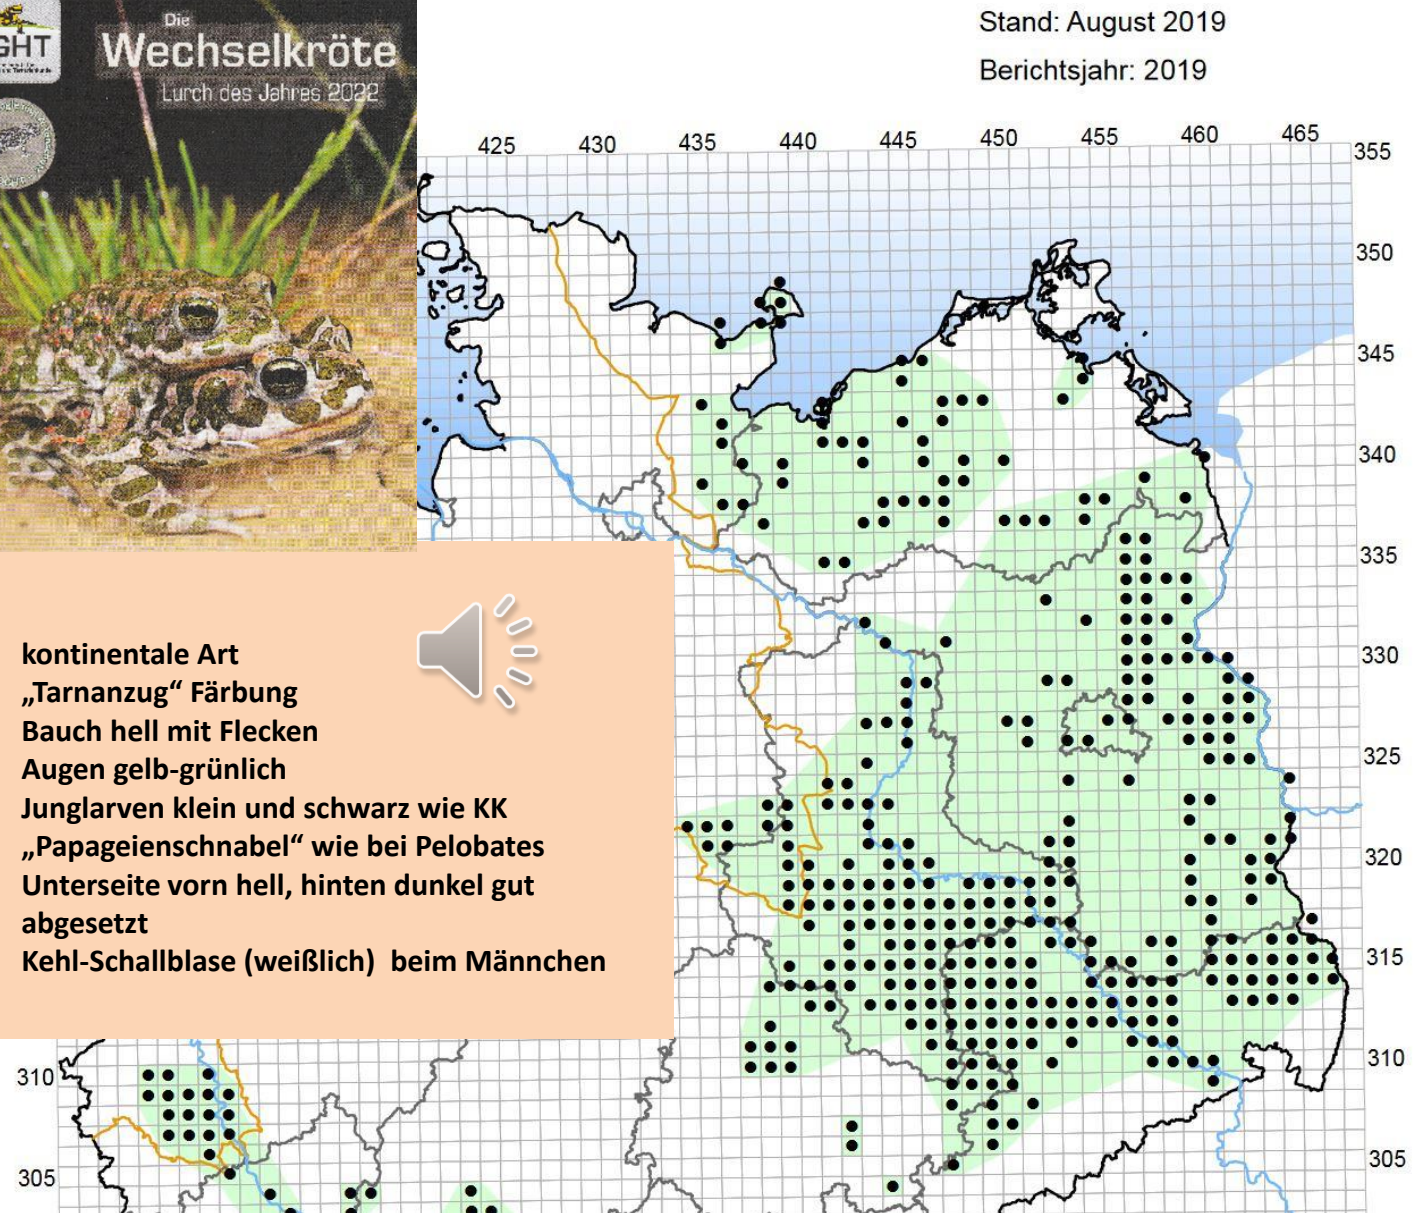 GHT
Die
Wechselkröte
Lurch des Jahres 2022
Stand: August 2019
Berichtsjahr: 2019
425 430 435 440 445 450 455 460 465
355
350
345
340
335
330
325
320
315
310
305
kontinentale Art
„Tarnanzug“ Färbung
Bauch hell mit Flecken
Augen gelb-grünlich
Junglarven klein und schwarz wie KK
„Papageienschnabel“ wie bei Pelobates
Unterseite vorn hell, hinten dunkel gut
abgesetzt
Kehl-Schallblase (weißlich) beim Männchen
310
305